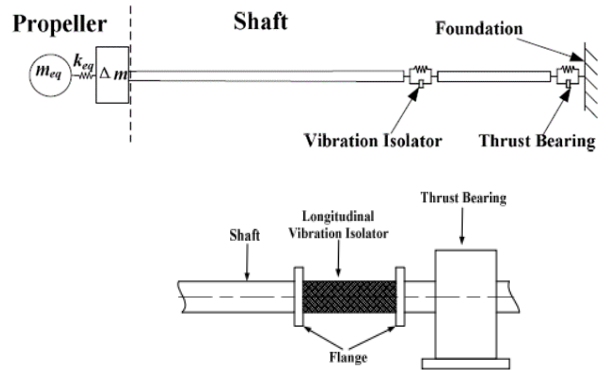 Propeller
Shaft
Foundation
m_eq
k_eq
Δ m
Vibration Isolator
Thrust Bearing
Thrust Bearing
Longitudinal
Vibration Isolator
Shaft
Flange